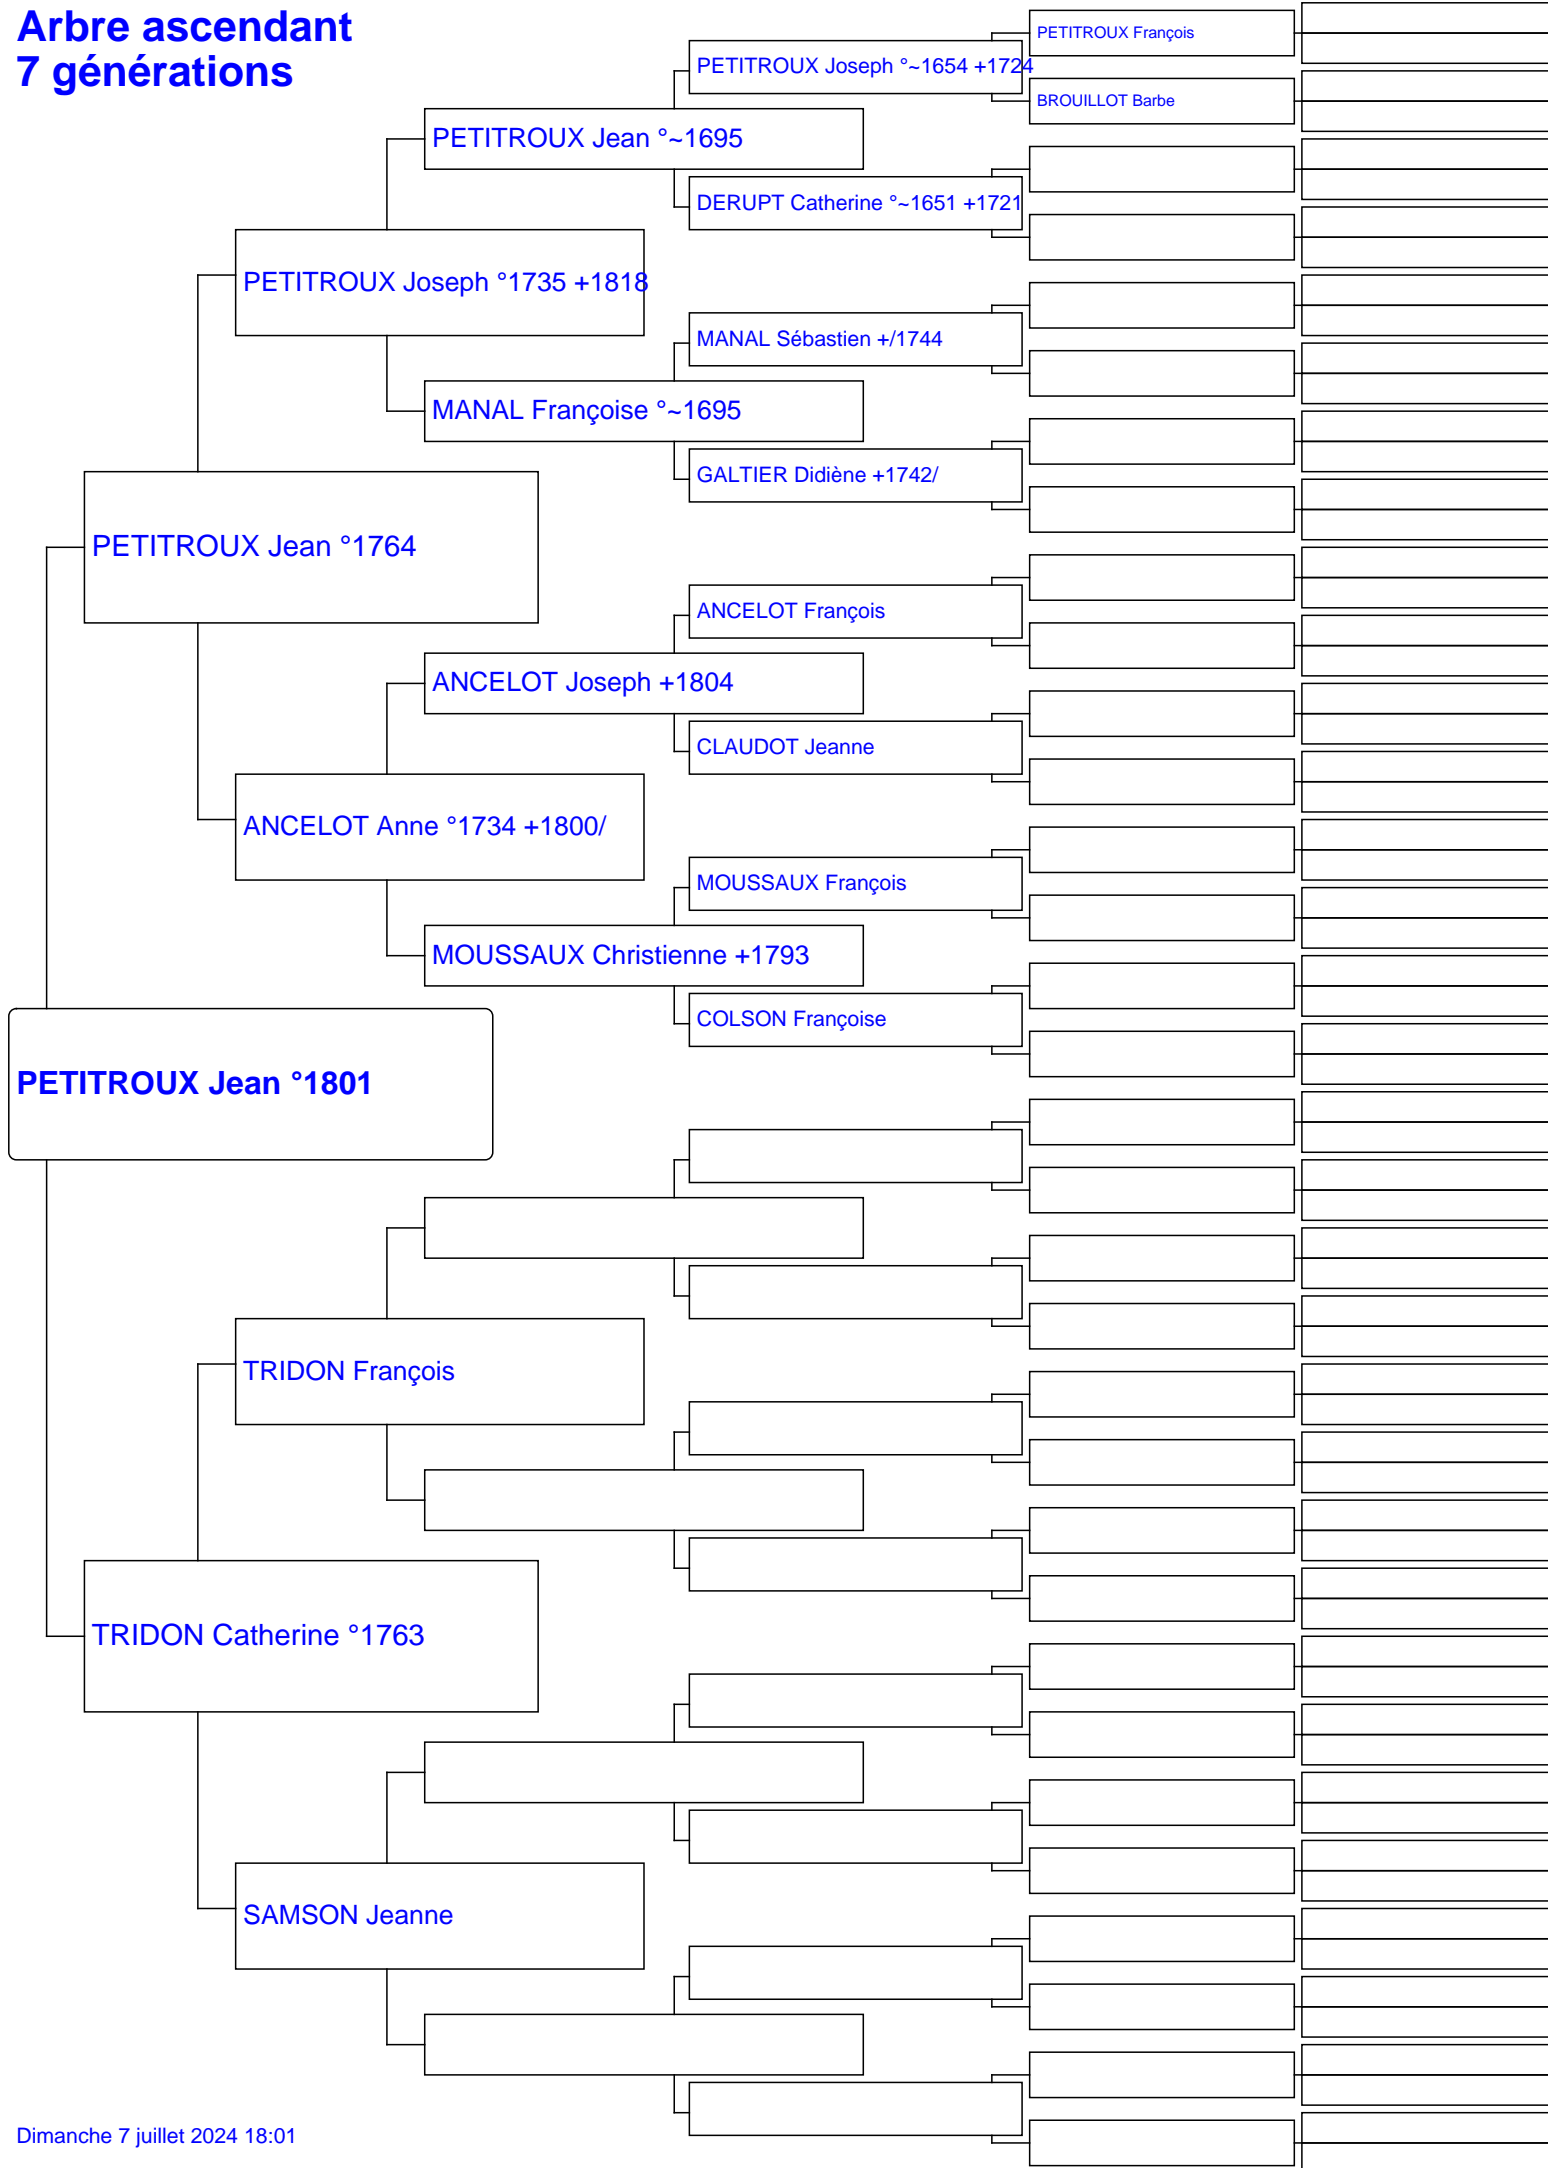 Arbre ascendant
7 générations
PETITROUX François
PETITROUX Joseph °~1654 +1724
BROUILLOT Barbe
PETITROUX Jean °~1695
DERUPT Catherine °~1651 +1721
PETITROUX Joseph °1735 +1818
MANAL Sébastien +/1744
MANAL Françoise °~1695
GALTIER Didiène +1742/
PETITROUX Jean °1764
ANCELOT François
ANCELOT Joseph +1804
CLAUDOT Jeanne
ANCELOT Anne °1734 +1800/
MOUSSAUX François
MOUSSAUX Christienne +1793
COLSON Françoise
PETITROUX Jean °1801
TRIDON François
TRIDON Catherine °1763
SAMSON Jeanne
Dimanche 7 juillet 2024 18:01